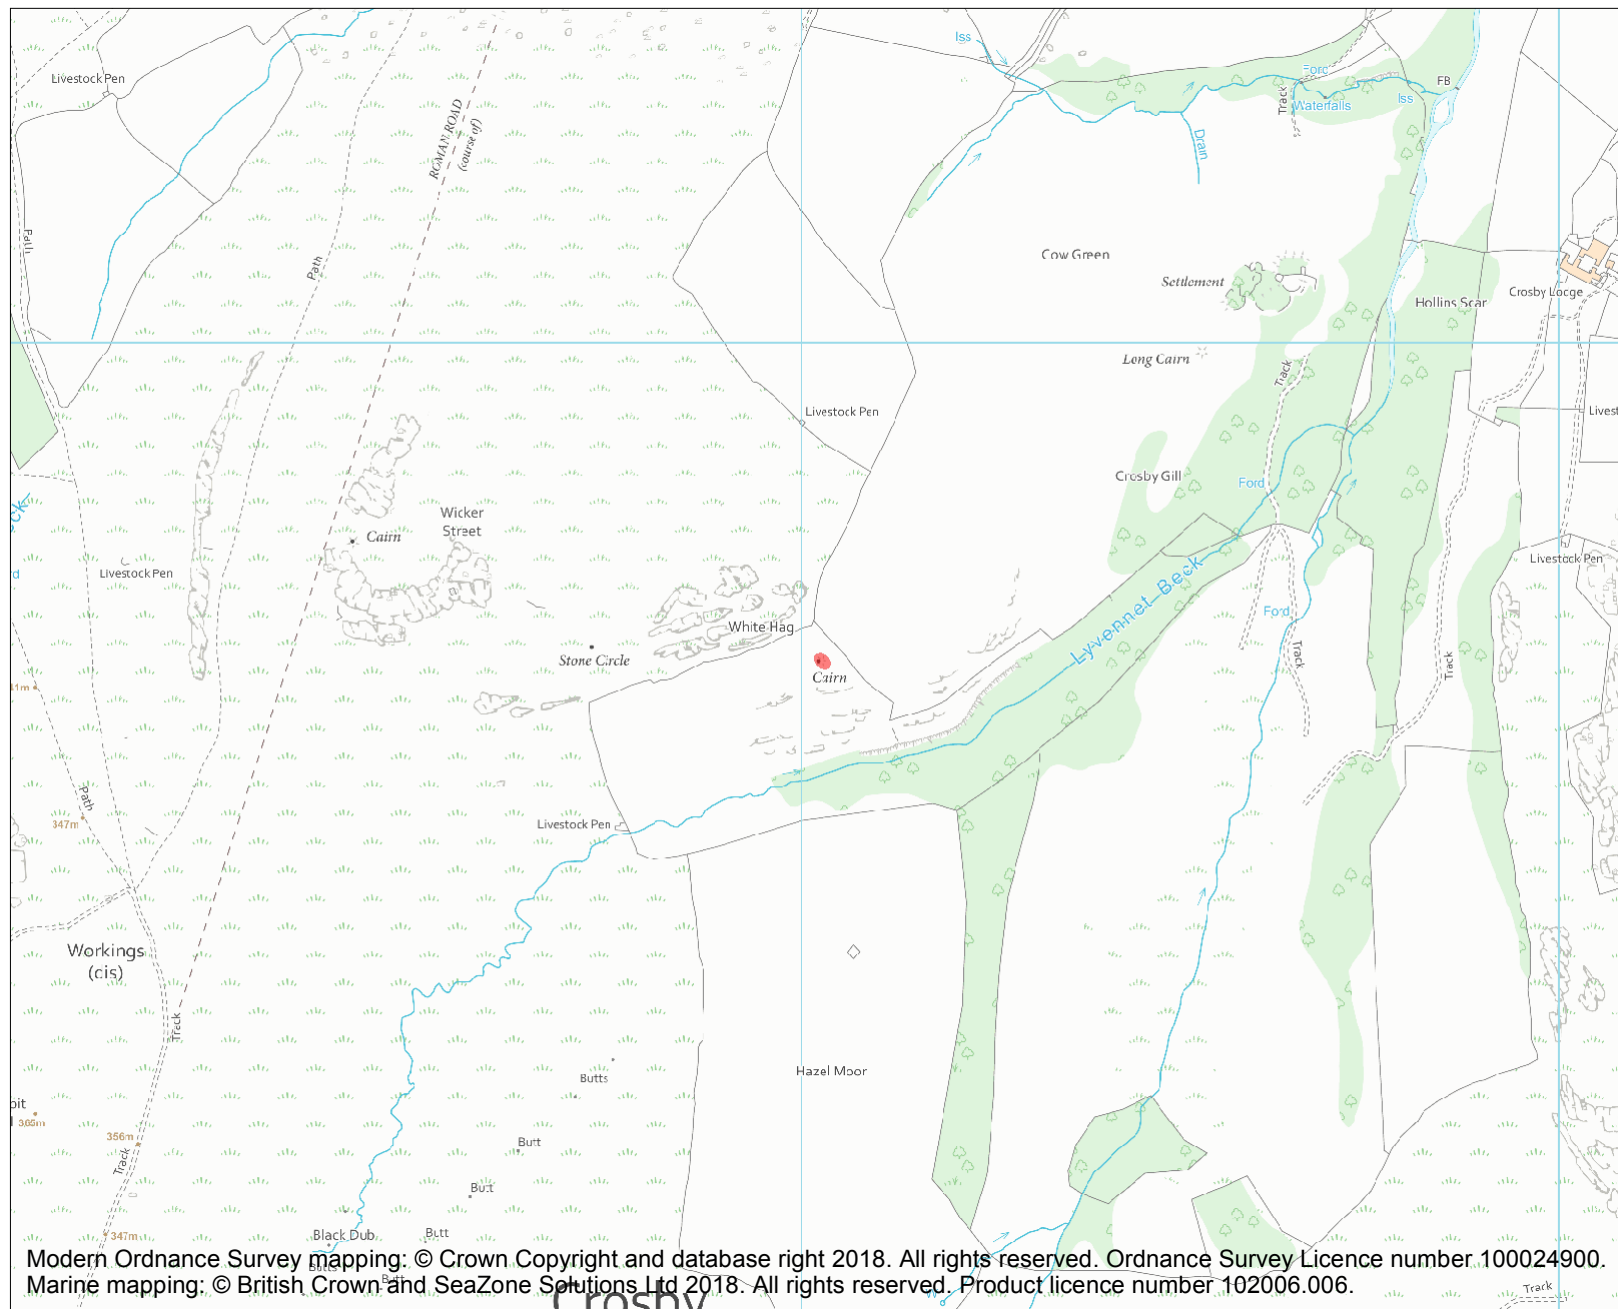 Iss
Livestock Pen
Track
Waterfalls
Iss
FB
ROMAN ROAD
(course of)
Drain
Path
Path
Cow Green
Settlement
Crosby Lodge
Hollins Scar
Long Cairn
Track
Livestock Pen
Crosby Gill
Ford
Wicker
Street
Cairn
Livestock Pen
Livestock Pen
Lyvennet Beck
Ford
White Hag
Stone Circle
Cairn
Track
Track
Path
347m
Livestock Pen
Workings
(dis)
Track
Hazel Moor
Butts
356m
Track
Butt
Butt
347m
Black Dub
Butt
Butts
Butt
Modern Ordnance Survey mapping: © Crown Copyright and database right 2018. All rights reserved. Ordnance Survey Licence number 100024900.
Marine mapping: © British Crown and SeaZone Solutions Ltd 2018. All rights reserved. Product licence number 102006.006.
Crosby
Track